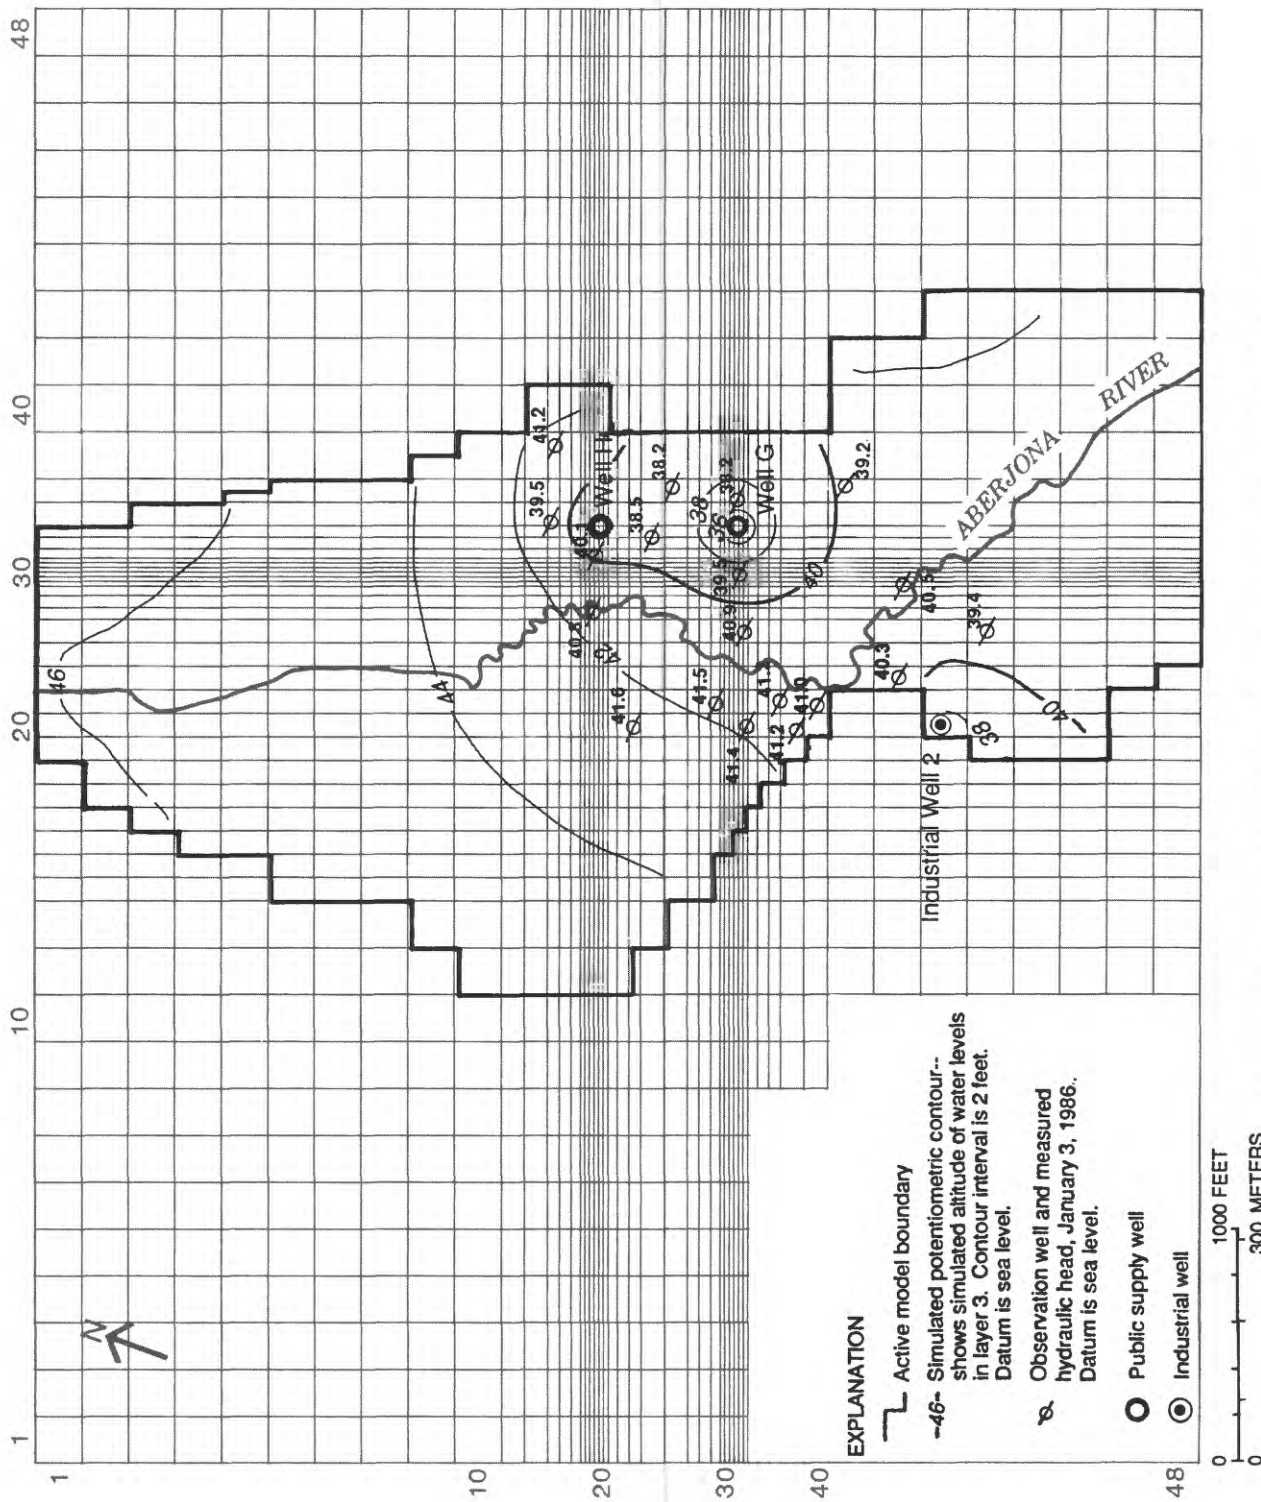 1
10
20
30
40
48
1
10
20
30
40
48
N
46
44
42
41.2
39.5
Well H
40.1
38.2
38.5
40.8
38
38.2
36
Well G
39.5
40
40.9
39.2
41.6
41.5
41.4
41.2
41.0
40.3
40.5
39.4
ABERJONA RIVER
Industrial Well 2
38
40
EXPLANATION
Active model boundary
-46- Simulated potentiometric contour--
shows simulated altitude of water levels
in layer 3. Contour interval is 2 feet.
Datum is sea level.
Observation well and measured
hydraulic head, January 3, 1986..
Datum is sea level.
Public supply well
Industrial well
0 1000 FEET
0 300 METERS